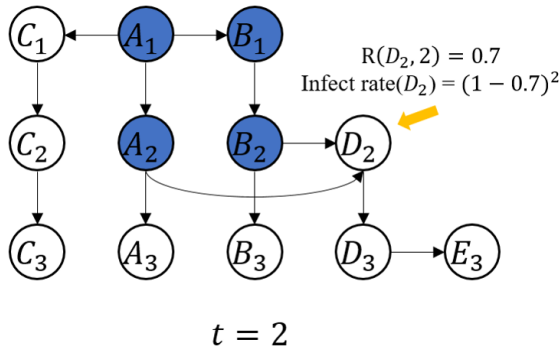 C₁ A₁ B₁
R(D₂, 2) = 0.7
Infect rate(D₂) = (1 − 0.7)²
C₂ A₂ B₂ D₂
C₃ A₃ B₃ D₃ E₃
t = 2